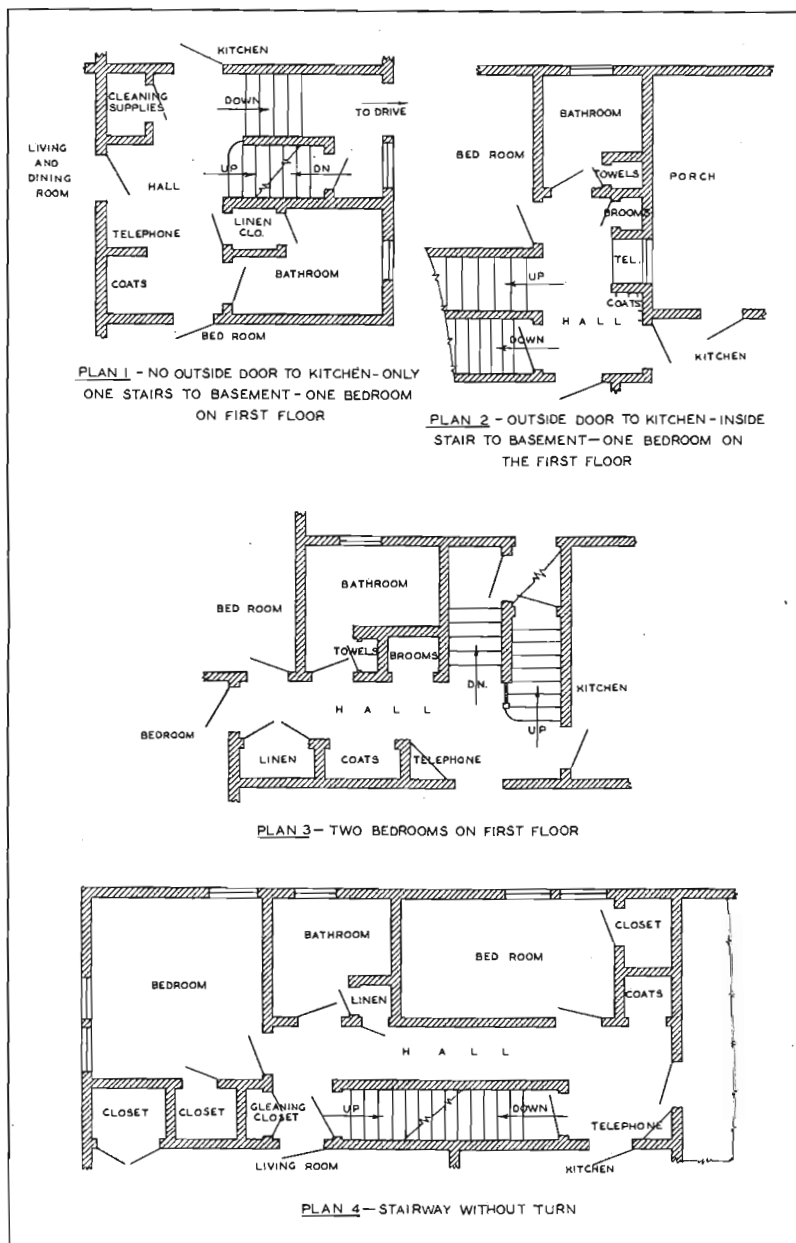 KITCHEN
CLEANING
SUPPLIES
DOWN
TO DRIVE
LIVING
AND
DINING
ROOM
HALL
UP
DN
TELEPHONE
LINEN
CLO.
COATS
BATHROOM
BED ROOM
PLAN 1 - NO OUTSIDE DOOR TO KITCHEN-ONLY
ONE STAIRS TO BASEMENT-ONE BEDROOM
ON FIRST FLOOR
BATHROOM
BED ROOM
TOWELS
PORCH
BROOMS
TEL.
UP
COATS
HALL
DOWN
KITCHEN
PLAN 2 -OUTSIDE DOOR TO KITCHEN-INSIDE
STAIR TO BASEMENT—ONE BEDROOM ON
THE FIRST FLOOR
BATHROOM
BED ROOM
TOWELS
BROOMS
DN.
KITCHEN
HALL
UP
BEDROOM
LINEN
COATS
TELEPHONE
PLAN 3— TWO BEDROOMS ON FIRST FLOOR
CLOSET
BATHROOM
BED ROOM
BEDROOM
LINEN
COATS
HALL
CLOSET
CLOSET
CLEANING
CLOSET
UP
DOWN
TELEPHONE
LIVING ROOM
KITCHEN
PLAN 4—STAIRWAY WITHOUT TURN